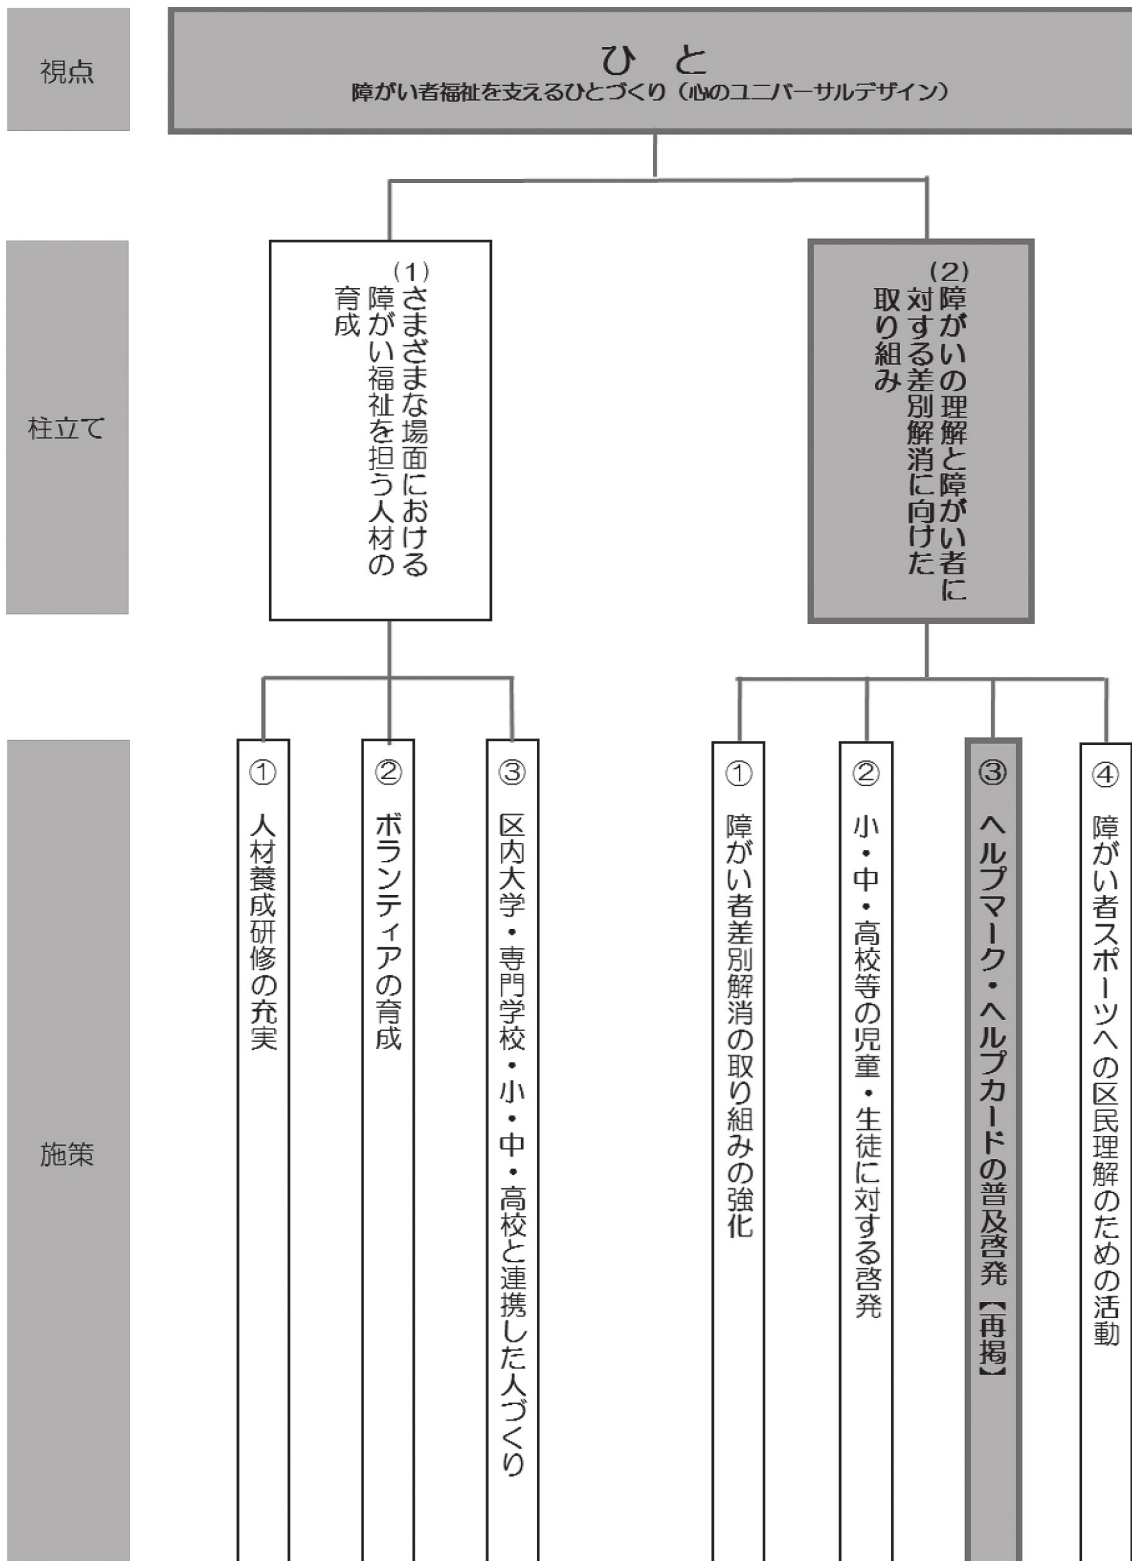 視点
ひと
障がい者福祉を支えるひとづくり（心のユニバーサルデザイン）
柱立て
(1)さまざまな場面における
障がい福祉を担う人材の
育成
(2)障がいの理解と障がい者に
対する差別解消に向けた
取り組み
施策
① 人材養成研修の充実
② ボランティアの育成
③ 区内大学・専門学校・小・中・高校と連携した人づくり
① 障がい者差別解消の取り組みの強化
② 小・中・高校等の児童・生徒に対する啓発
③ ヘルプマーク・ヘルプカードの普及啓発【再掲】
④ 障がい者スポーツへの区民理解のための活動